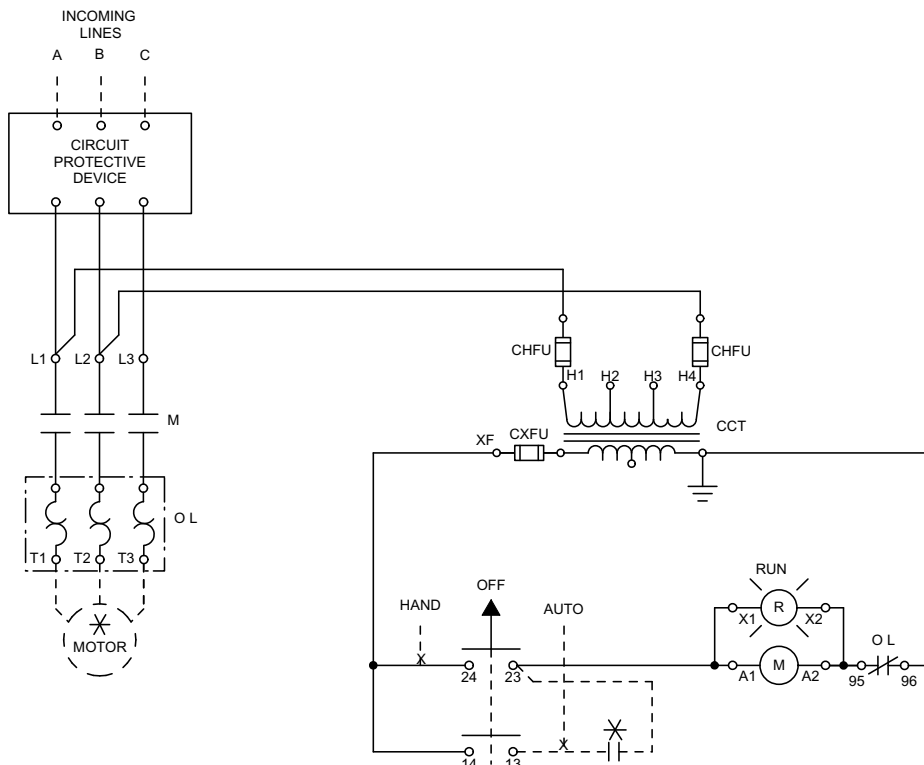 INCOMING
LINES
A
B
C
CIRCUIT
PROTECTIVE
DEVICE
L1
L2
L3
M
O L
T1
T2
T3
MOTOR
CHFU
CHFU
H1
H2
H3
H4
CCT
XF
CXFU
OFF
HAND
AUTO
RUN
X1
R
X2
O L
24
23
A1
M
A2
95
96
X
14
13
X